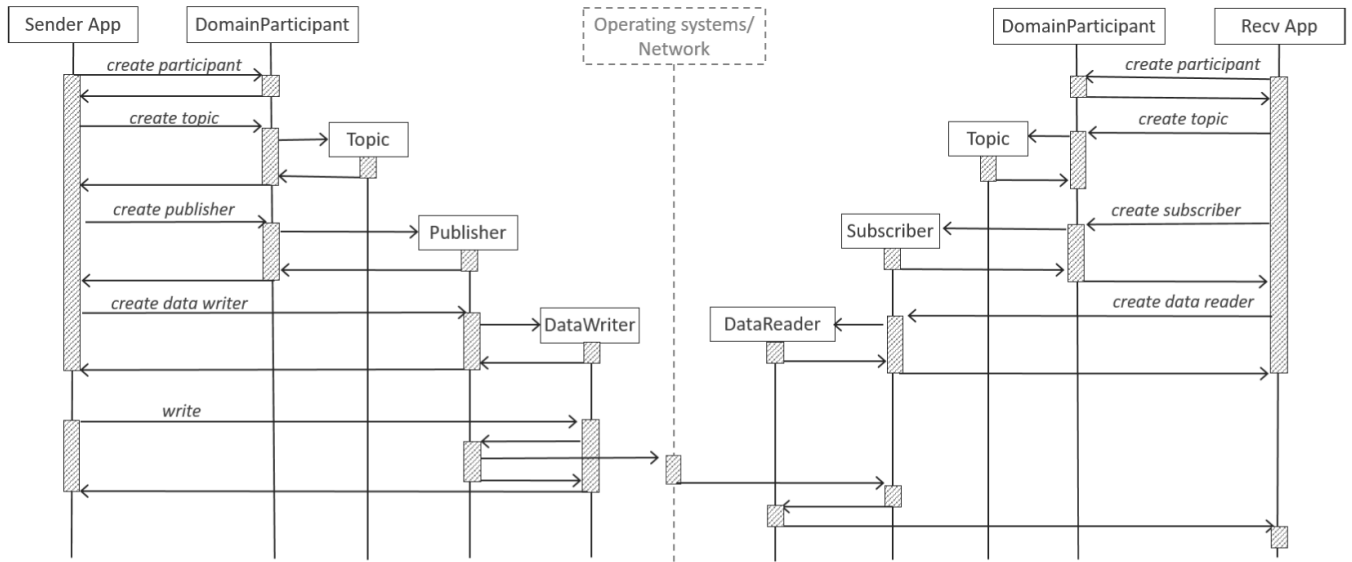 Sender App
DomainParticipant
Operating systems/
Network
DomainParticipant
Recv App
create participant
create participant
create topic
create topic
Topic
Topic
create publisher
create subscriber
Publisher
Subscriber
create data writer
create data reader
DataWriter
DataReader
write